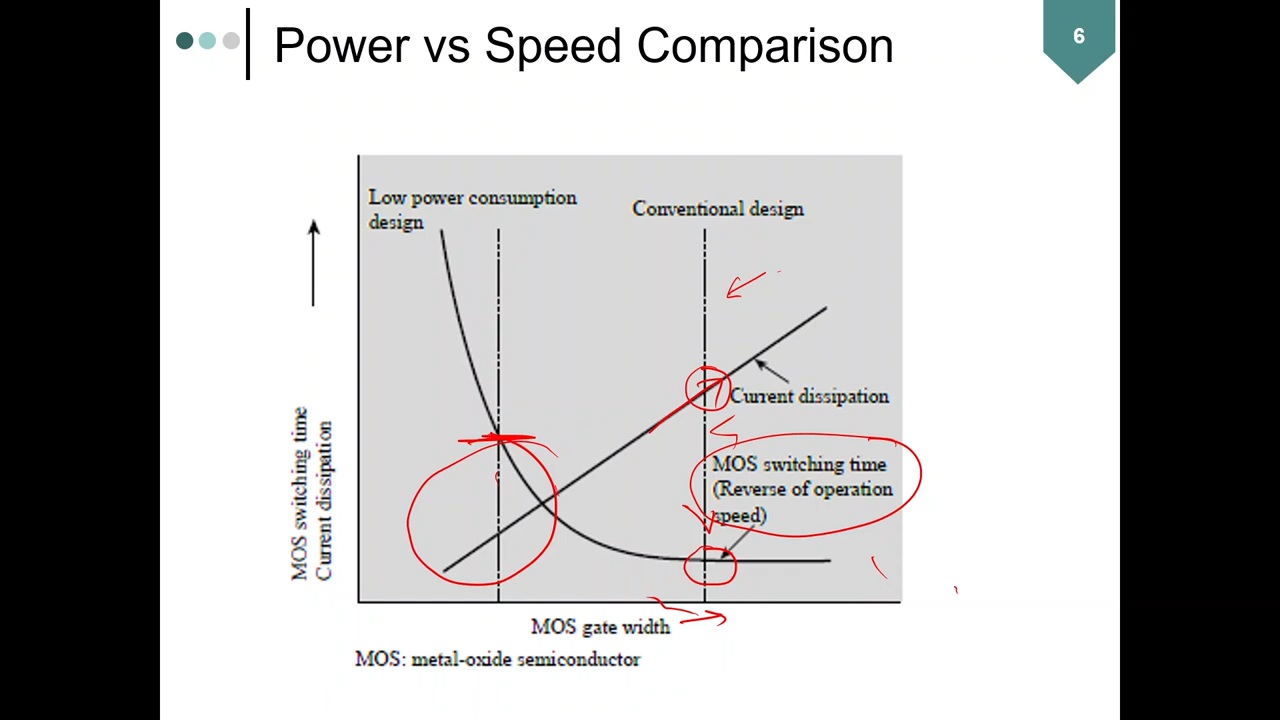 Power vs Speed Comparison
6
Low power consumption
design
Conventional design
Current dissipation
MOS switching time
(Reverse of operation
speed)
MOS switching time
Current dissipation
MOS gate width
MOS: metal-oxide semiconductor